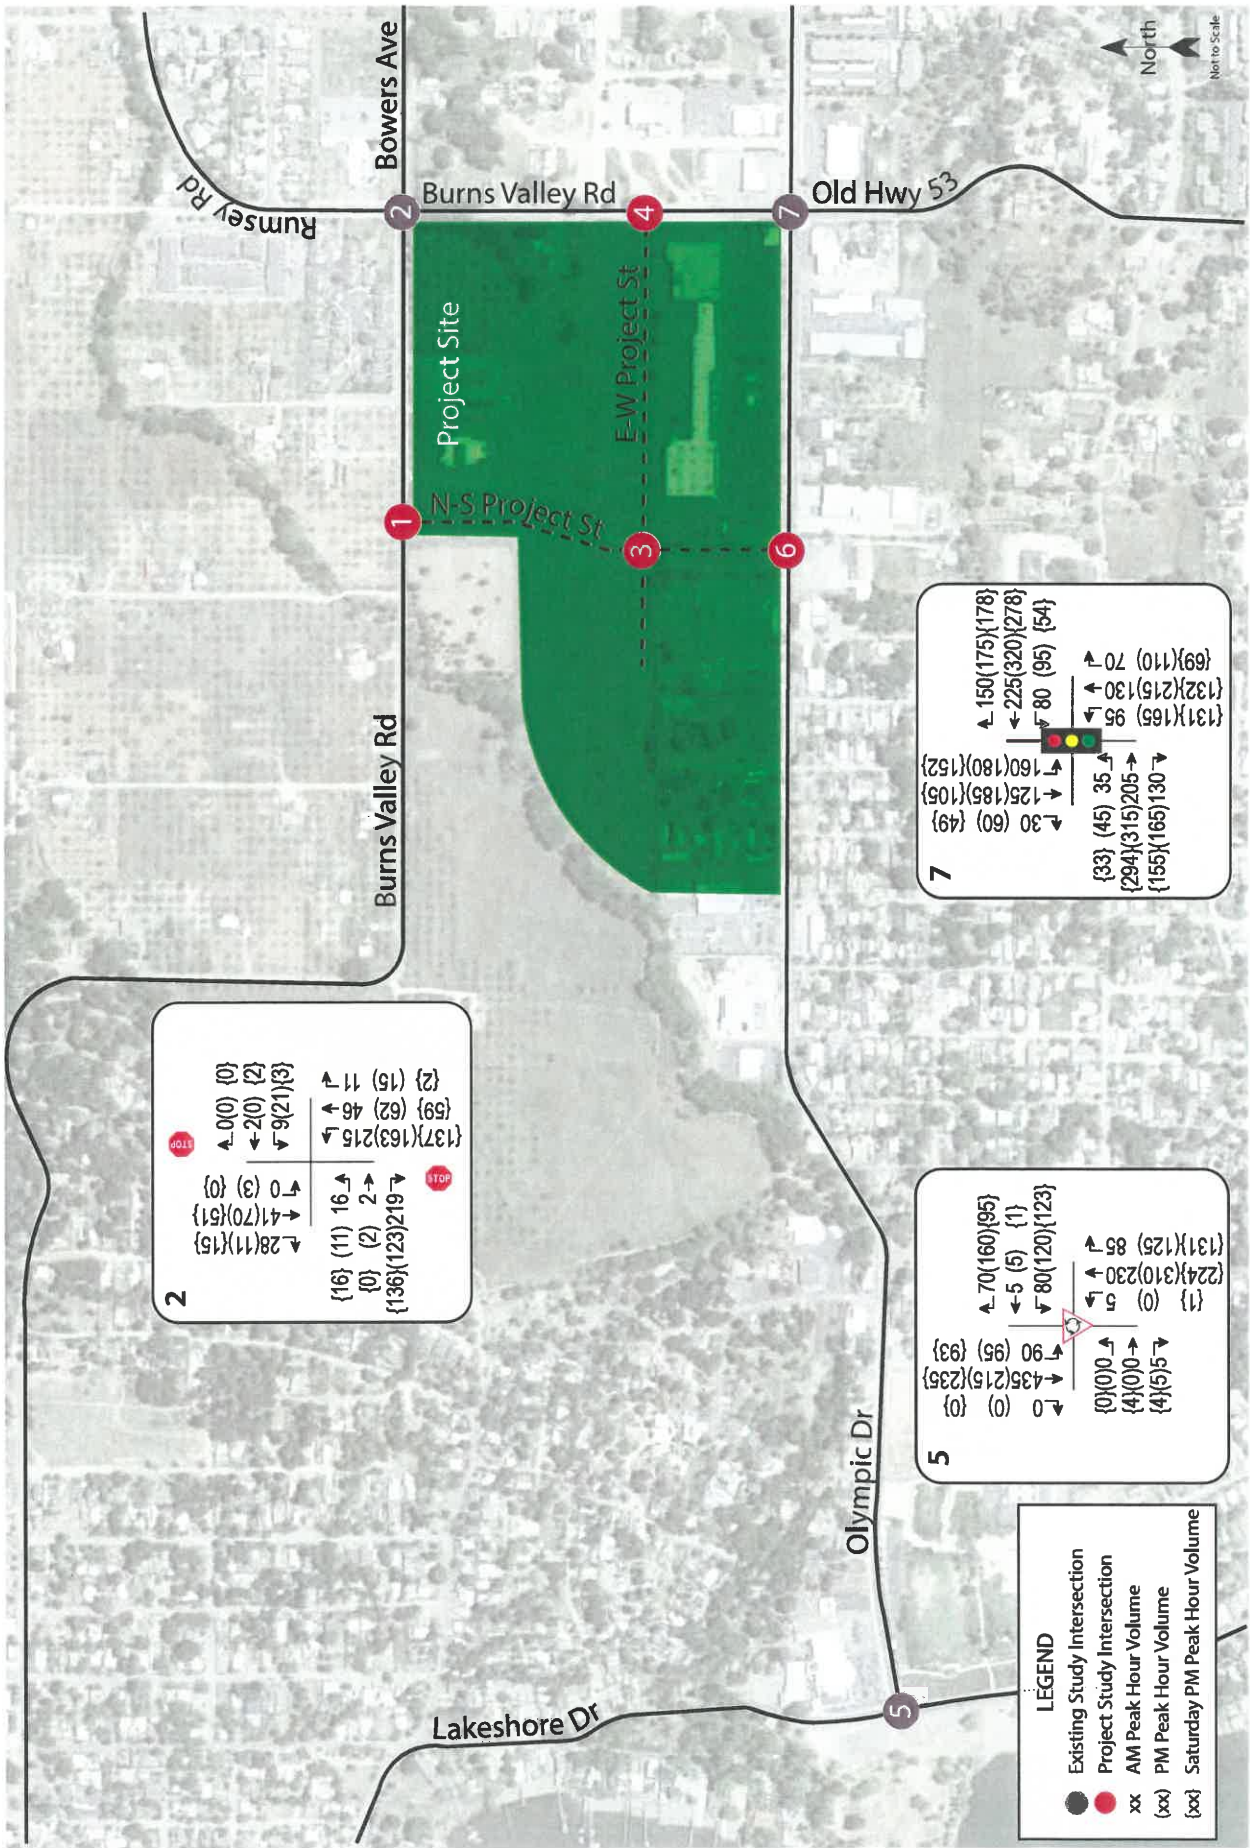 Rumsey Rd
Bowers Ave
2
Burns Valley Rd
4
7
Old Hwy 53
North
Not to Scale
Project Site
E-W Project St
1
N-S Project St
3
6
Burns Valley Rd
Olympic Dr
5
Lakeshore Dr
2
STOP
28(11){15}
41(70){51}
0 (3) {0}
0(0) {0}
2(0) {2}
9(21){3}
{16} (11) 16
{0} (2) 2
{136}(123)219
{137}(163)215
{59} (62) 46
{2} (15) 11
STOP
5
0 (0) {0}
435(215){235}
90 (95) {93}
70(160){95}
5 (5) {1}
80(120){123}
{0}(0)0
{4}(0)0
{4}(5)5
{1} (0) 5
{224}(310)230
{131}(125) 85
7
30 (60) {49}
125(185){105}
160(180){152}
150(175){178}
225(320){278}
80 (95) {54}
{33} (45) 35
{294}(315)205
{155}(165)130
{131}(165) 95
{132}(215)130
{69}(110) 70
LEGEND
Existing Study Intersection
Project Study Intersection
xx AM Peak Hour Volume
(xx) PM Peak Hour Volume
{xx} Saturday PM Peak Hour Volume